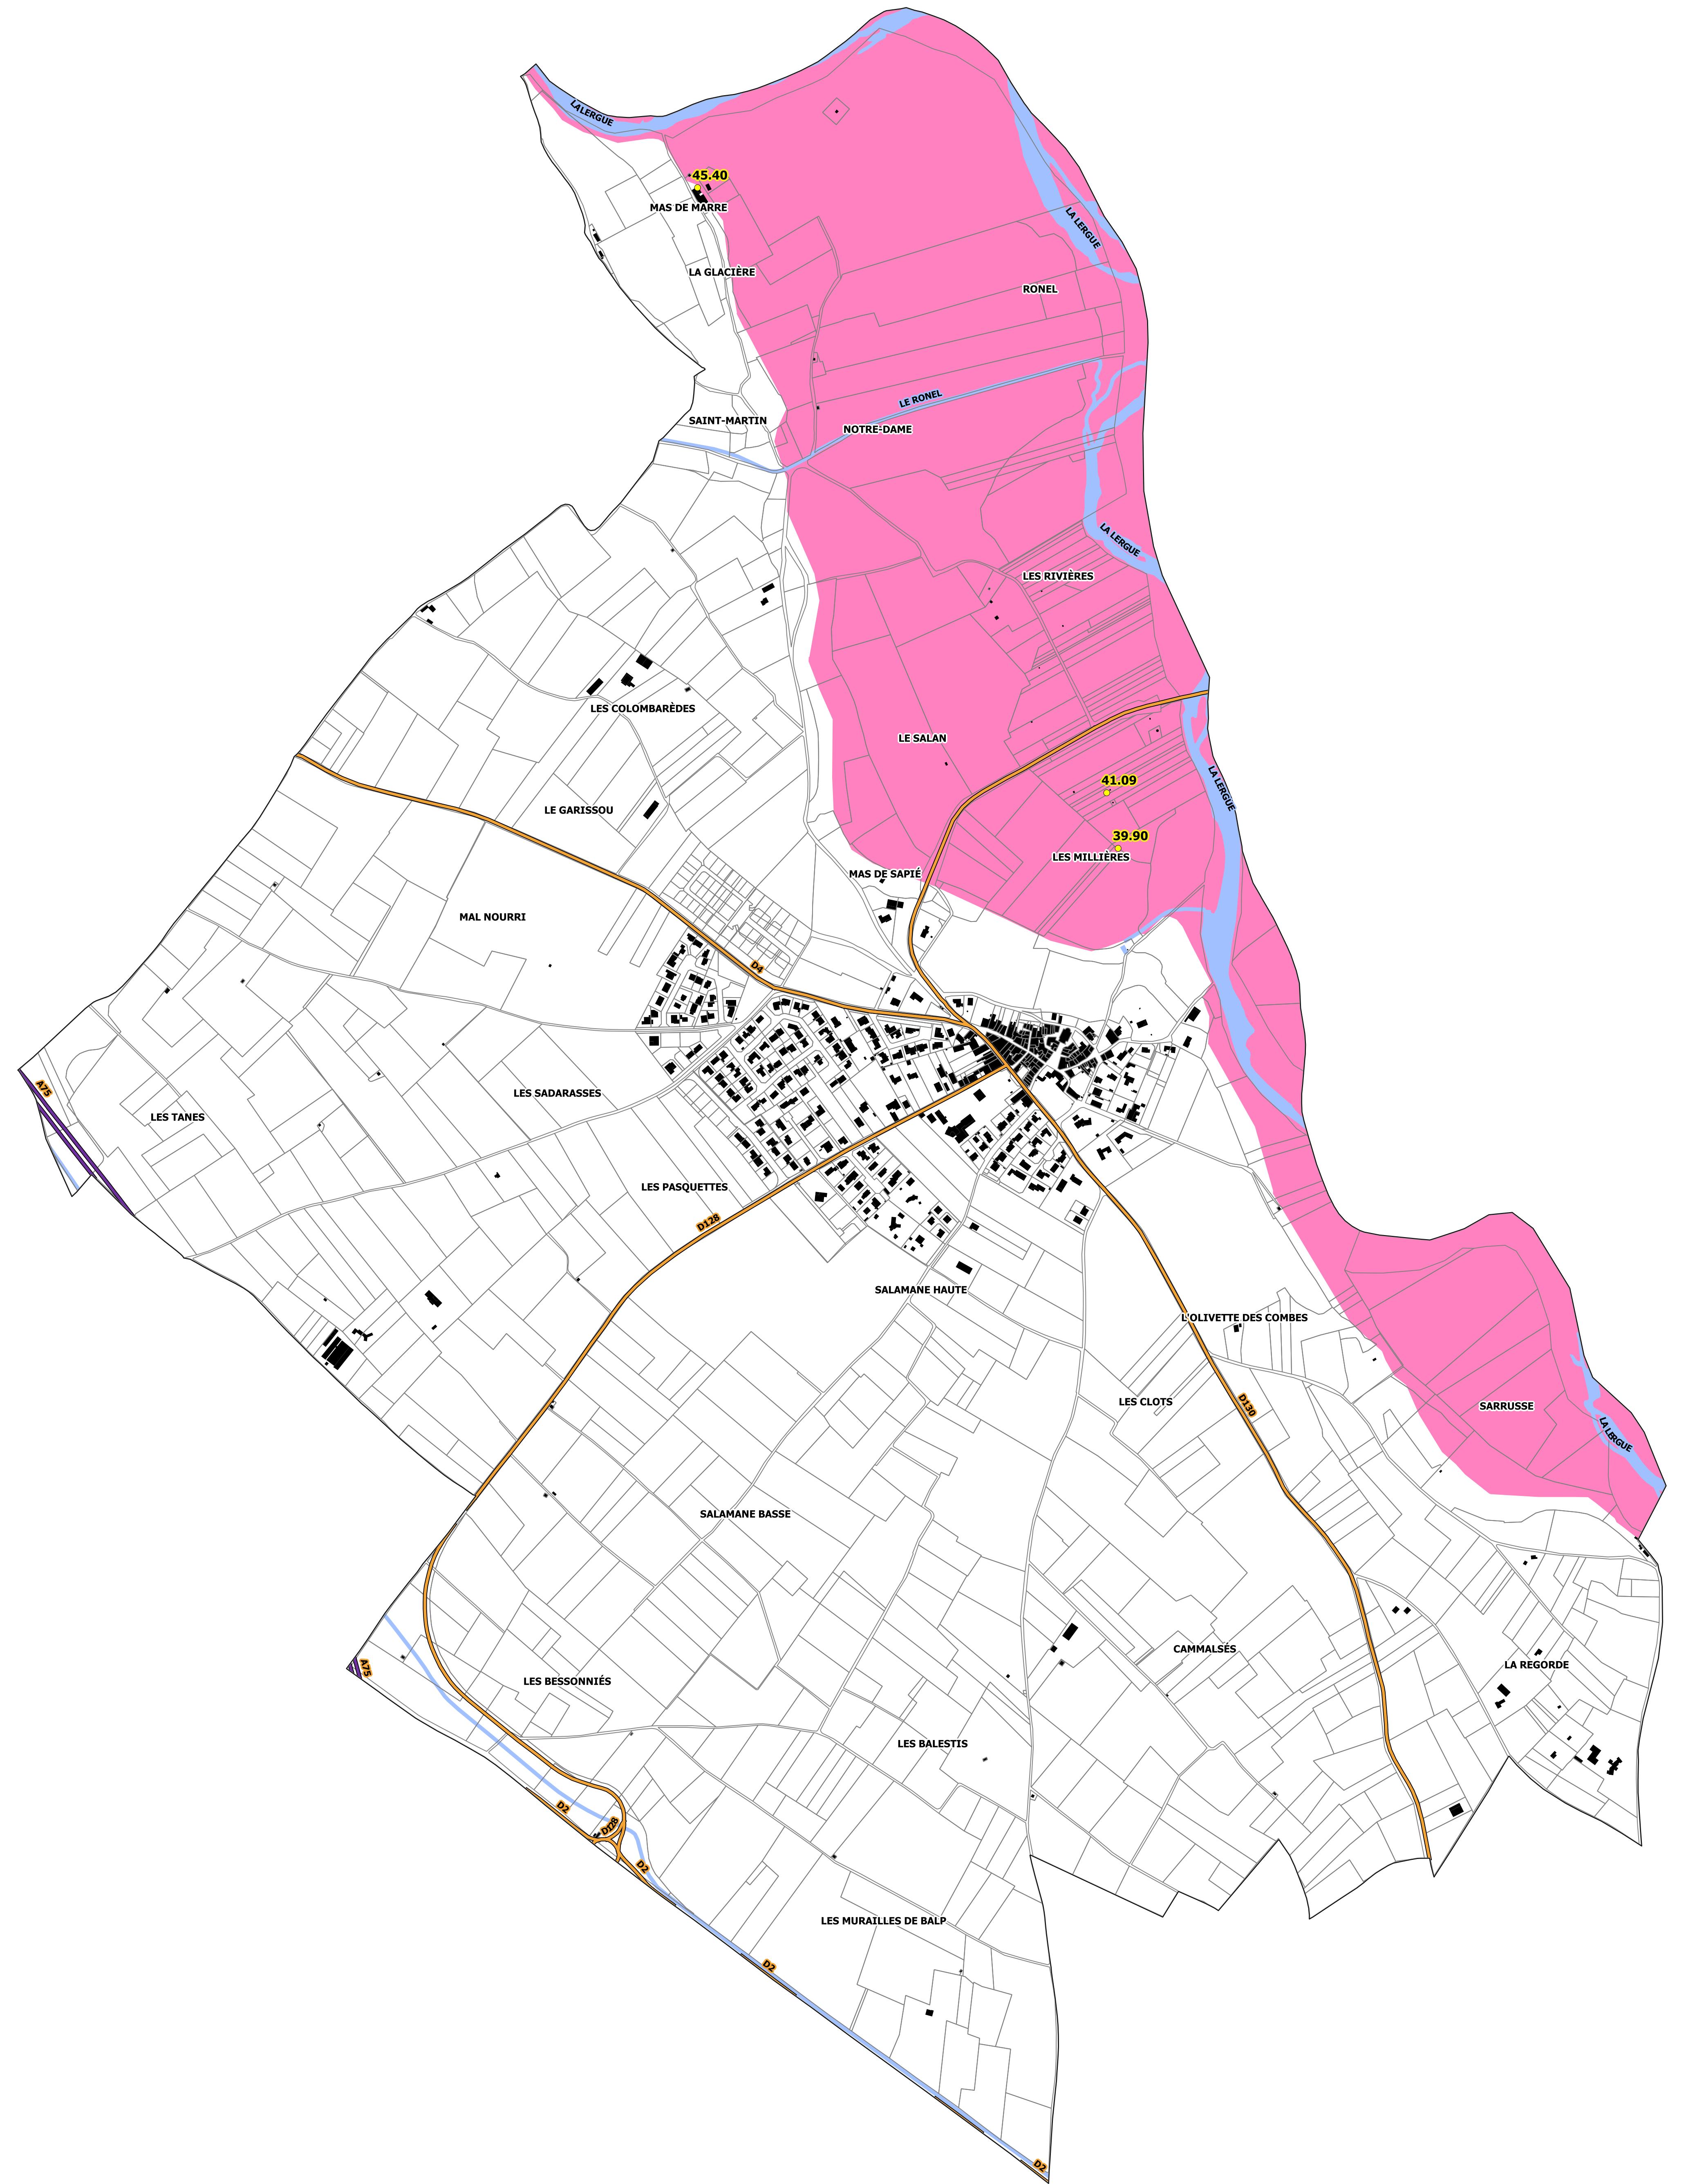 LA LERGUE
45.40
MAS DE MARRE
LA LERGUE
LA GLACIÈRE
RONEL
LE RONEL
SAINT-MARTIN
NOTRE-DAME
LA LERGUE
LES RIVIÈRES
LES COLOMBARÈDES
LE SALAN
41.09
LA LERGUE
LE GARISSOU
39.90
LES MILLIÈRES
MAS DE SAPIÉ
MAL NOURRI
D4
A75
LES SADARASSES
LES TANES
LES PASQUETTES
D128
SALAMANE HAUTE
L'OLIVETTE DES COMBES
LES CLOTS
D130
SARRUSSE
LA LERGUE
SALAMANE BASSE
CAMMALSÉS
LA REGORDE
A75
LES BESSONNIÉS
LES BALESTIS
D2
D128
D2
LES MURAILLES DE BALP
D2
D2